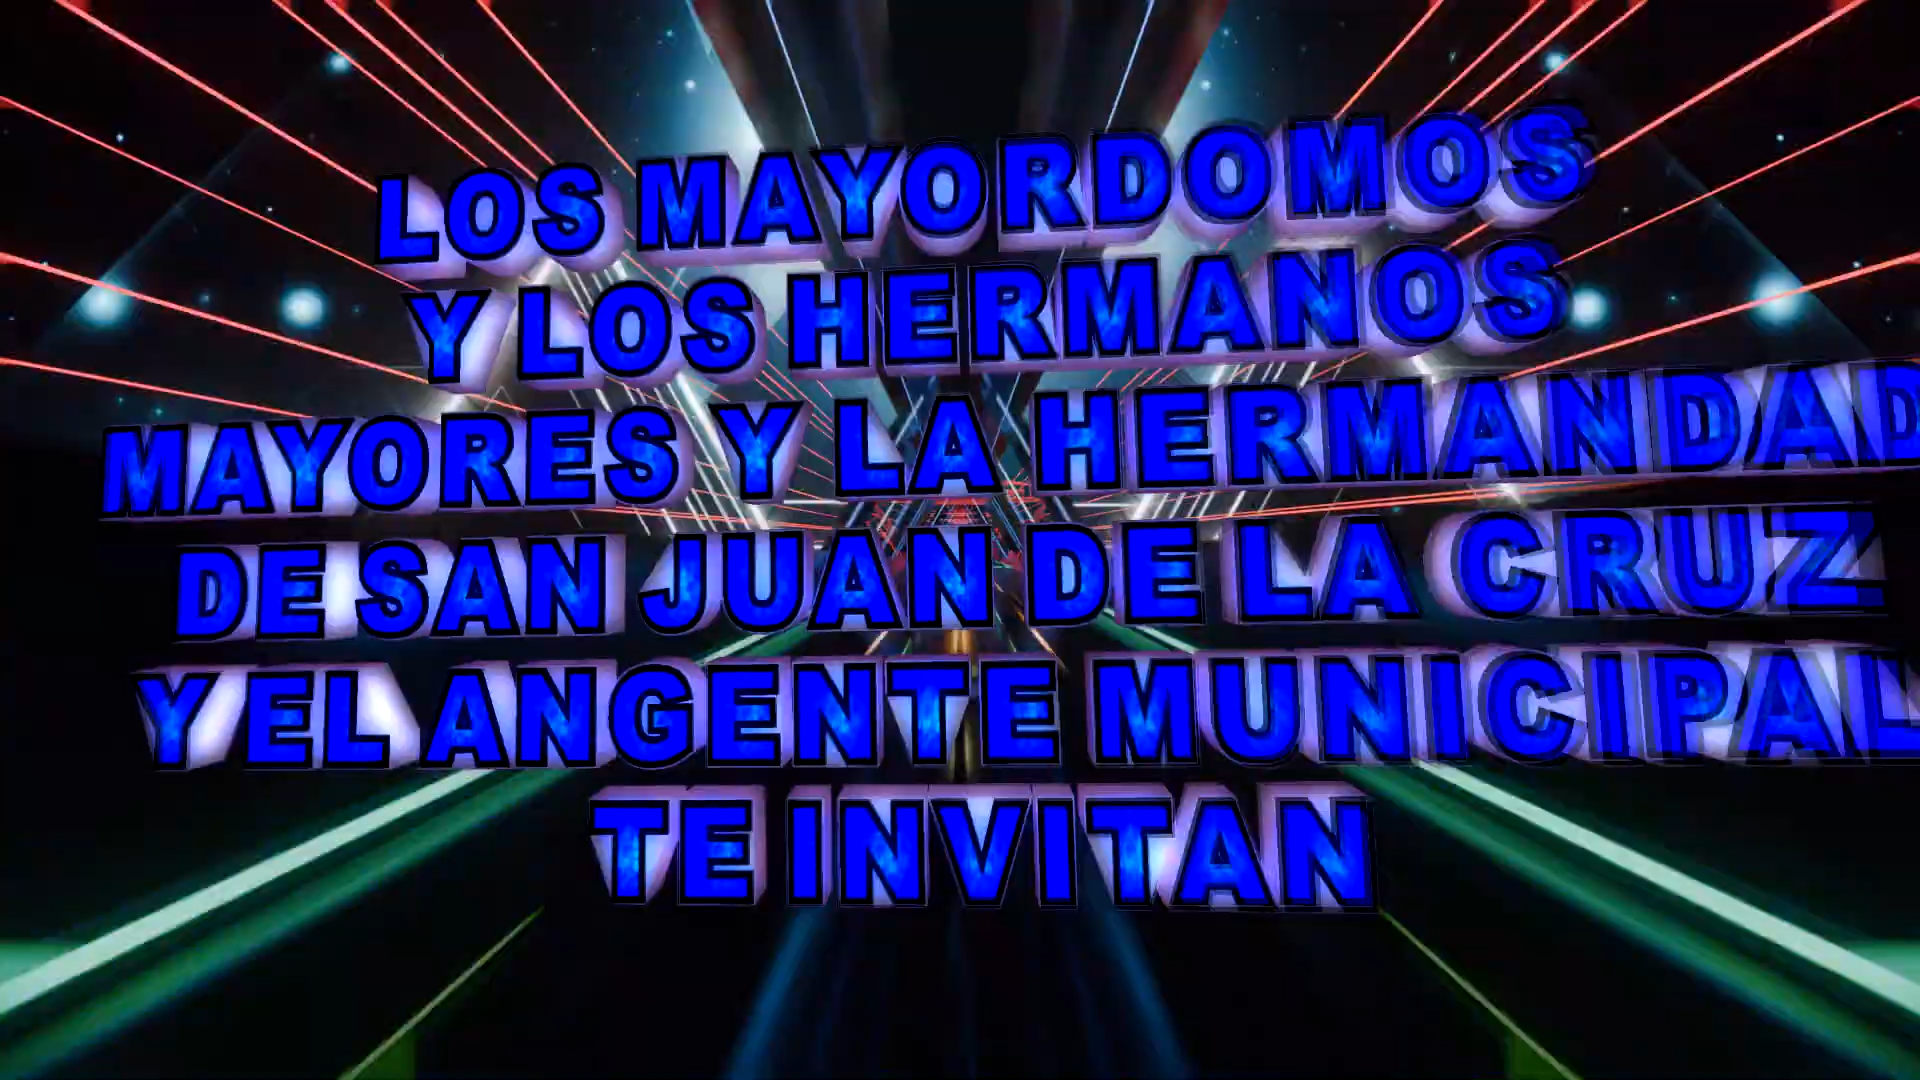 LOS MAYORDOMOS
Y LOS HERMANOS
MAYORES Y LA HERMANDAD
DE SAN JUAN DE LA CRUZ
Y EL ANGENTE MUNICIPAL
TE INVITAN